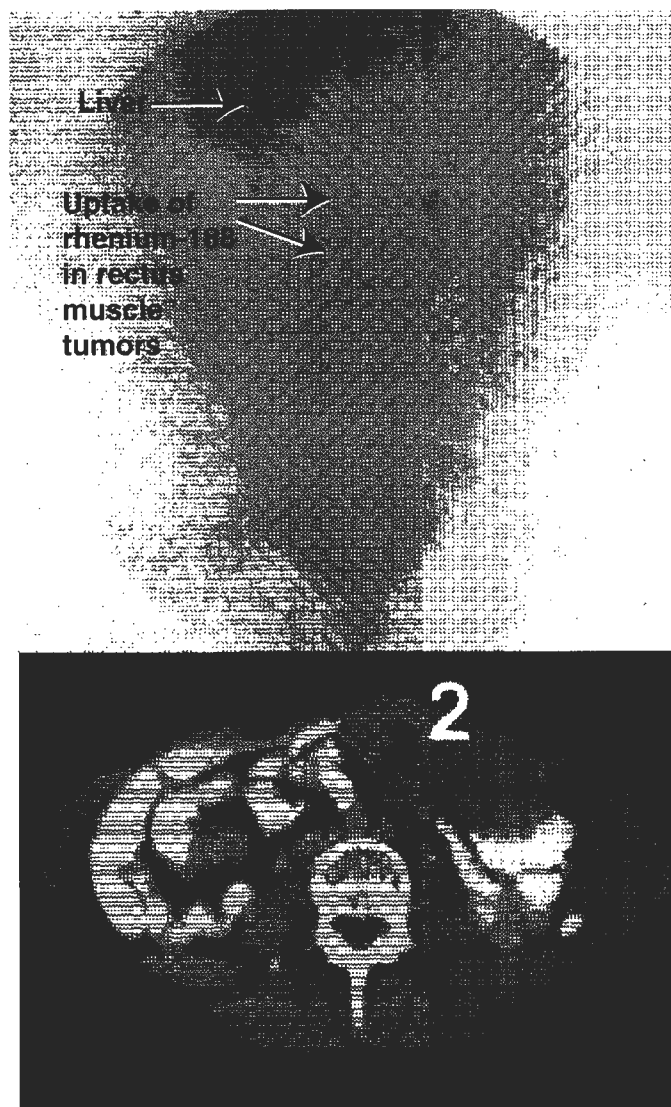 Liver
Uptake of
rhenium-188
in rectus
muscle
tumors
2